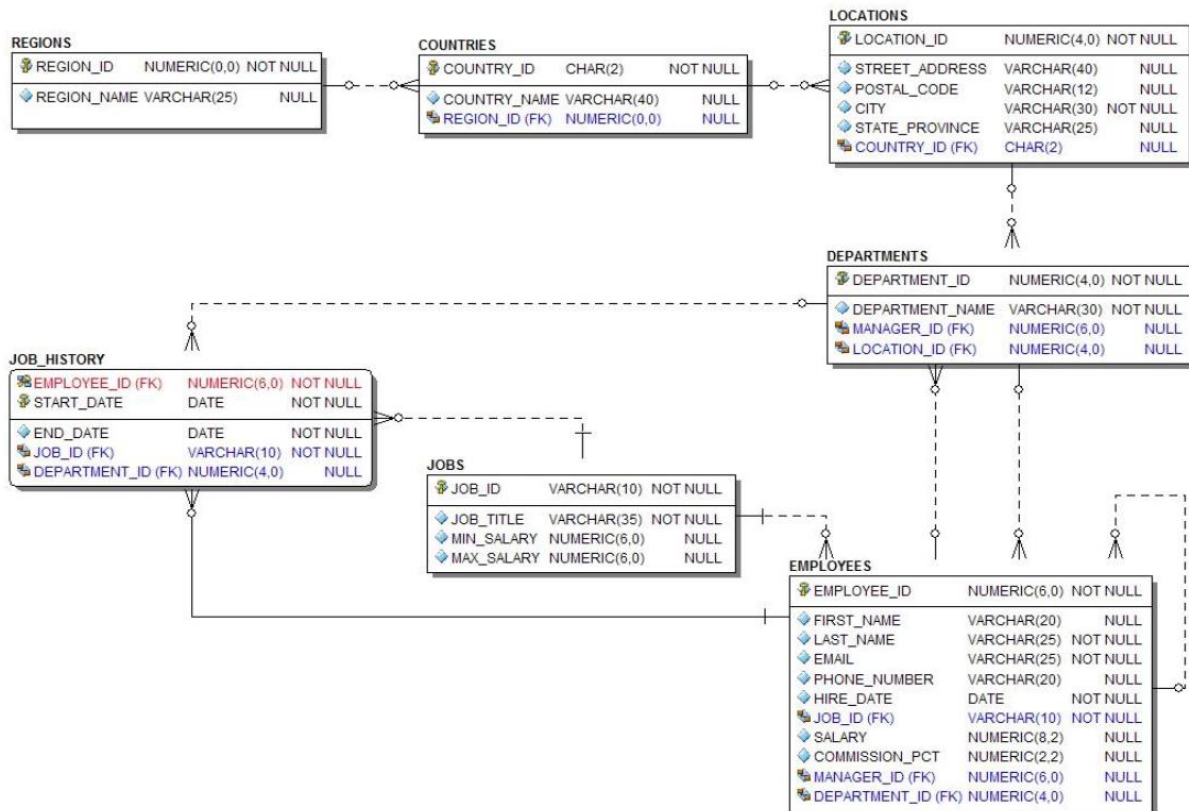 REGIONS
REGION_ID NUMERIC(0,0) NOT NULL
REGION_NAME VARCHAR(25) NULL
COUNTRIES
COUNTRY_ID CHAR(2) NOT NULL
COUNTRY_NAME VARCHAR(40) NULL
REGION_ID (FK) NUMERIC(0,0) NULL
LOCATIONS
LOCATION_ID NUMERIC(4,0) NOT NULL
STREET_ADDRESS VARCHAR(40) NULL
POSTAL_CODE VARCHAR(12) NULL
CITY VARCHAR(30) NOT NULL
STATE_PROVINCE VARCHAR(25) NULL
COUNTRY_ID (FK) CHAR(2) NULL
DEPARTMENTS
DEPARTMENT_ID NUMERIC(4,0) NOT NULL
DEPARTMENT_NAME VARCHAR(30) NOT NULL
MANAGER_ID (FK) NUMERIC(6,0) NULL
LOCATION_ID (FK) NUMERIC(4,0) NULL
JOB_HISTORY
EMPLOYEE_ID (FK) NUMERIC(6,0) NOT NULL
START_DATE DATE NOT NULL
END_DATE DATE NOT NULL
JOB_ID (FK) VARCHAR(10) NOT NULL
DEPARTMENT_ID (FK) NUMERIC(4,0) NULL
JOBS
JOB_ID VARCHAR(10) NOT NULL
JOB_TITLE VARCHAR(35) NOT NULL
MIN_SALARY NUMERIC(6,0) NULL
MAX_SALARY NUMERIC(6,0) NULL
EMPLOYEES
EMPLOYEE_ID NUMERIC(6,0) NOT NULL
FIRST_NAME VARCHAR(20) NULL
LAST_NAME VARCHAR(25) NOT NULL
EMAIL VARCHAR(25) NOT NULL
PHONE_NUMBER VARCHAR(20) NULL
HIRE_DATE DATE NOT NULL
JOB_ID (FK) VARCHAR(10) NOT NULL
SALARY NUMERIC(8,2) NULL
COMMISSION_PCT NUMERIC(2,2) NULL
MANAGER_ID (FK) NUMERIC(6,0) NULL
DEPARTMENT_ID (FK) NUMERIC(4,0) NULL